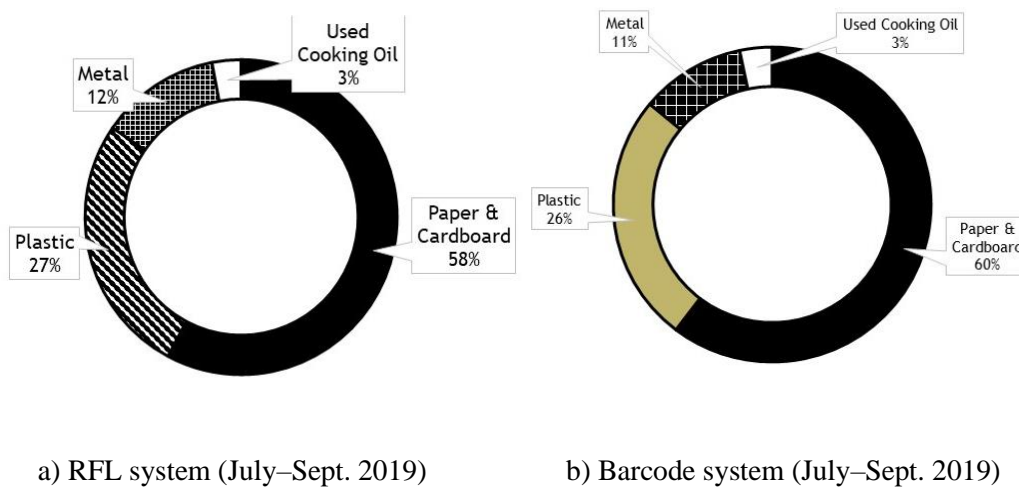 Used
Cooking Oil
3%
Metal
12%
Plastic
27%
Paper &
Cardboard
58%
Metal
11%
Used Cooking Oil
3%
Plastic
26%
Paper &
Cardboard
60%
a) RFL system (July–Sept. 2019)
b) Barcode system (July–Sept. 2019)